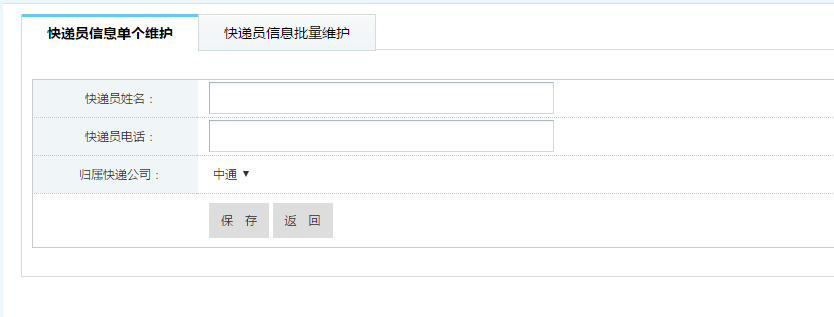 快递员信息单个维护 快递员信息批量维护
快递员姓名：
快递员电话：
归属快递公司： 中通 ▼
保 存 返 回